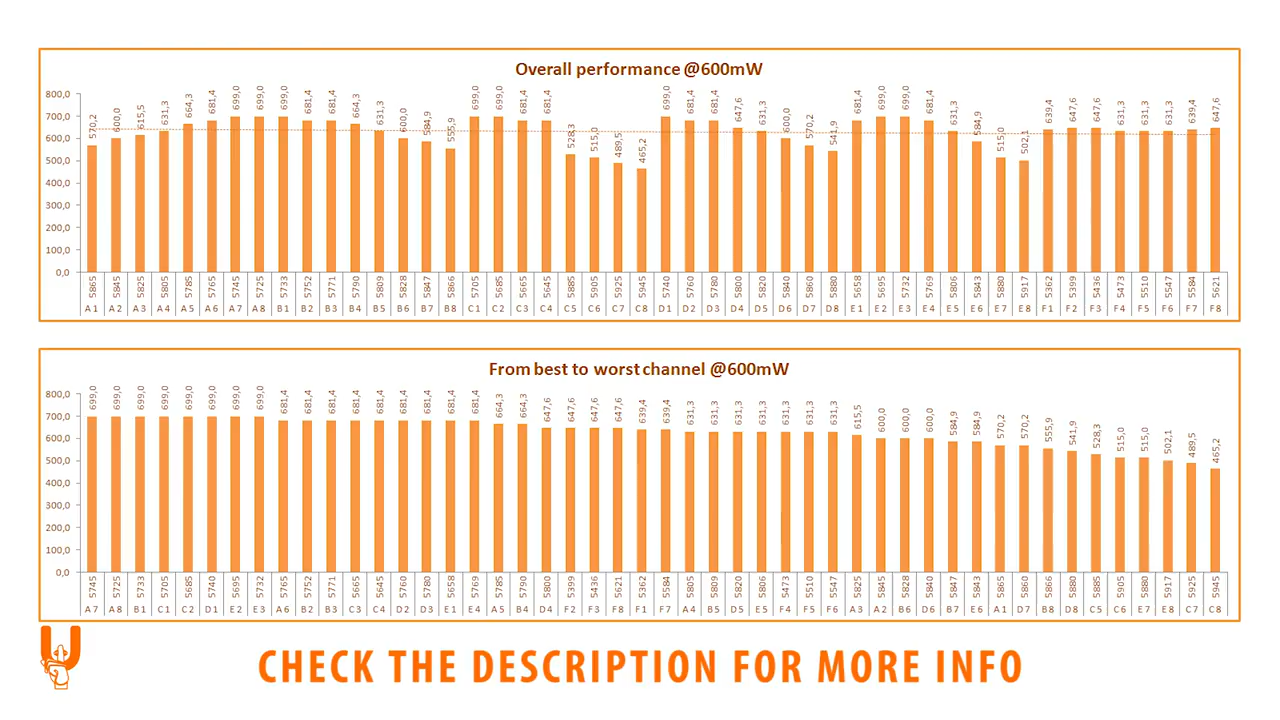 Overall performance @600mW
800,0
700,0
600,0
500,0
400,0
300,0
200,0
100,0
0,0
570,2 600,0 615,5 631,3 664,3 681,4 699,0 699,0 699,0 681,4 681,4 664,3 631,3 600,0 584,9 555,9 699,0 699,0 681,4 681,4 528,3 515,0 489,5 465,2 699,0 681,4 681,4 647,6 631,3 600,0 570,2 541,9 681,4 699,0 699,0 681,4 631,3 584,9 515,0 502,1 639,4 647,6 647,6 631,3 631,3 631,3 639,4 647,6
5865 5845 5825 5805 5785 5765 5745 5725 5733 5752 5771 5790 5809 5828 5847 5866 5705 5685 5665 5645 5885 5905 5925 5945 5740 5760 5780 5800 5820 5840 5860 5880 5658 5695 5732 5769 5806 5843 5880 5917 5362 5399 5436 5473 5510 5547 5584 5621
A1 A2 A3 A4 A5 A6 A7 A8 B1 B2 B3 B4 B5 B6 B7 B8 C1 C2 C3 C4 C5 C6 C7 C8 D1 D2 D3 D4 D5 D6 D7 D8 E1 E2 E3 E4 E5 E6 E7 E8 F1 F2 F3 F4 F5 F6 F7 F8
From best to worst channel @600mW
800,0
700,0
600,0
500,0
400,0
300,0
200,0
100,0
0,0
699,0 699,0 699,0 699,0 699,0 699,0 699,0 699,0 681,4 681,4 681,4 681,4 681,4 681,4 681,4 681,4 681,4 664,3 664,3 647,6 647,6 647,6 647,6 639,4 639,4 631,3 631,3 631,3 631,3 631,3 631,3 631,3 615,5 600,0 600,0 600,0 584,9 584,9 570,2 570,2 555,9 541,9 528,3 515,0 515,0 502,1 489,5 465,2
5745 5725 5733 5705 5685 5740 5695 5732 5765 5752 5771 5665 5645 5760 5780 5658 5769 5785 5790 5800 5399 5436 5621 5362 5584 5805 5809 5820 5806 5473 5510 5547 5825 5845 5828 5840 5847 5843 5865 5860 5866 5880 5885 5905 5880 5917 5925 5945
A7 A8 B1 C1 C2 D1 E2 E3 A6 B2 B3 C3 C4 D2 D3 E1 E4 A5 B4 D4 F2 F3 F8 F1 F7 A4 B5 D5 E5 F4 F5 F6 A3 A2 B6 D6 B7 E6 A1 D7 B8 D8 C5 C6 E7 E8 C7 C8
CHECK THE DESCRIPTION FOR MORE INFO